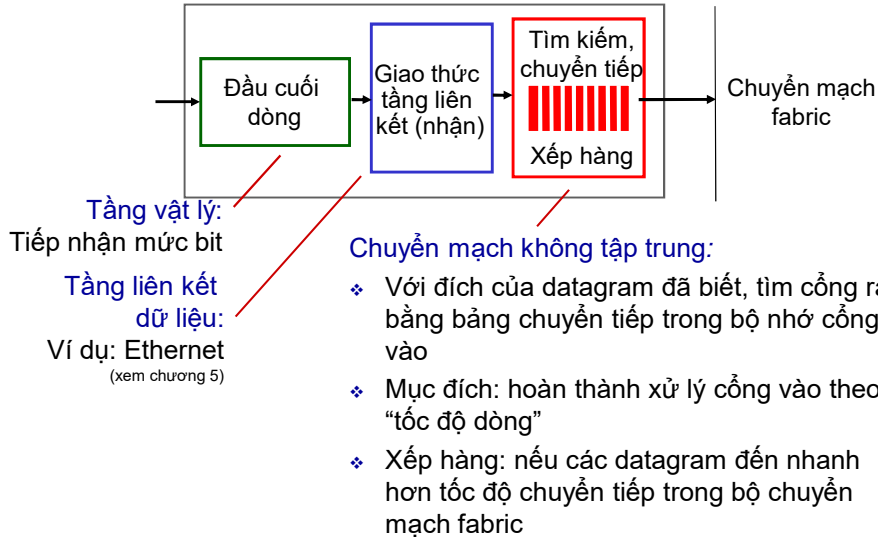 Đầu cuối
dòng
Giao thức
tầng liên
kết (nhận)
Tìm kiếm,
chuyển tiếp
Xếp hàng
Chuyển mạch
fabric
Tầng vật lý:
Tiếp nhận mức bit
Tầng liên kết
dữ liệu:
Ví dụ: Ethernet
(xem chương 5)
Chuyển mạch không tập trung:
❖ Với đích của datagram đã biết, tìm cổng ra
bằng bảng chuyển tiếp trong bộ nhớ cổng
vào
❖ Mục đích: hoàn thành xử lý cổng vào theo
“tốc độ dòng”
❖ Xếp hàng: nếu các datagram đến nhanh
hơn tốc độ chuyển tiếp trong bộ chuyển
mạch fabric